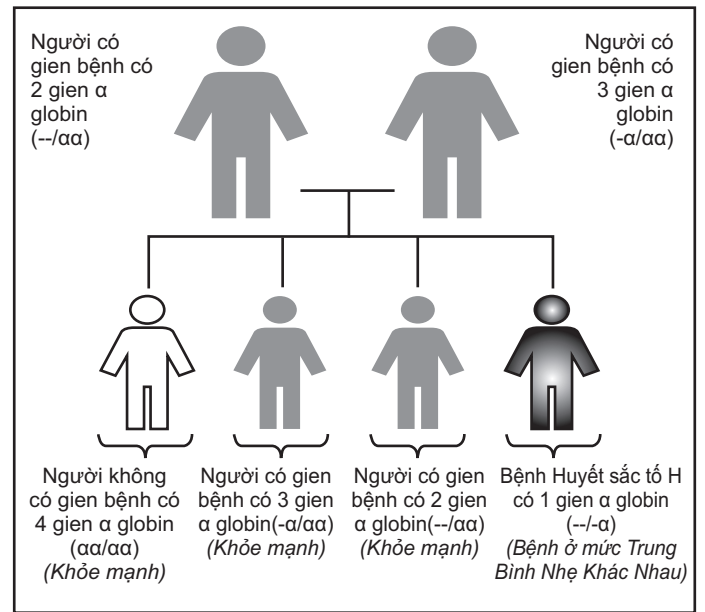 Người có
gien bệnh có
2 gien α
globin
(--/αα)
Người có
gien bệnh có
3 gien α
globin
(-α/αα)
Người không
có gien bệnh có
4 gien α globin
(αα/αα)
(Khỏe mạnh)
Người có gien
bệnh có 3 gien
α globin(-α/αα)
(Khỏe mạnh)
Người có gien
bệnh có 2 gien
α globin(--/αα)
(Khỏe mạnh)
Bệnh Huyết sắc tố H
có 1 gien α globin
(--/-α)
(Bệnh ở mức Trung
Bình Nhẹ Khác Nhau)